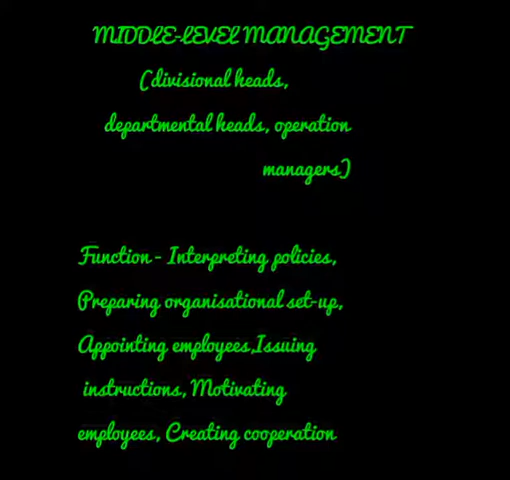 MIDDLE-LEVEL MANAGEMENT
(divisional heads,
departmental heads, operation
managers)
Function - Interpreting policies,
Preparing organisational set-up,
Appointing employees,Issuing
instructions, Motivating
employees, Creating cooperation